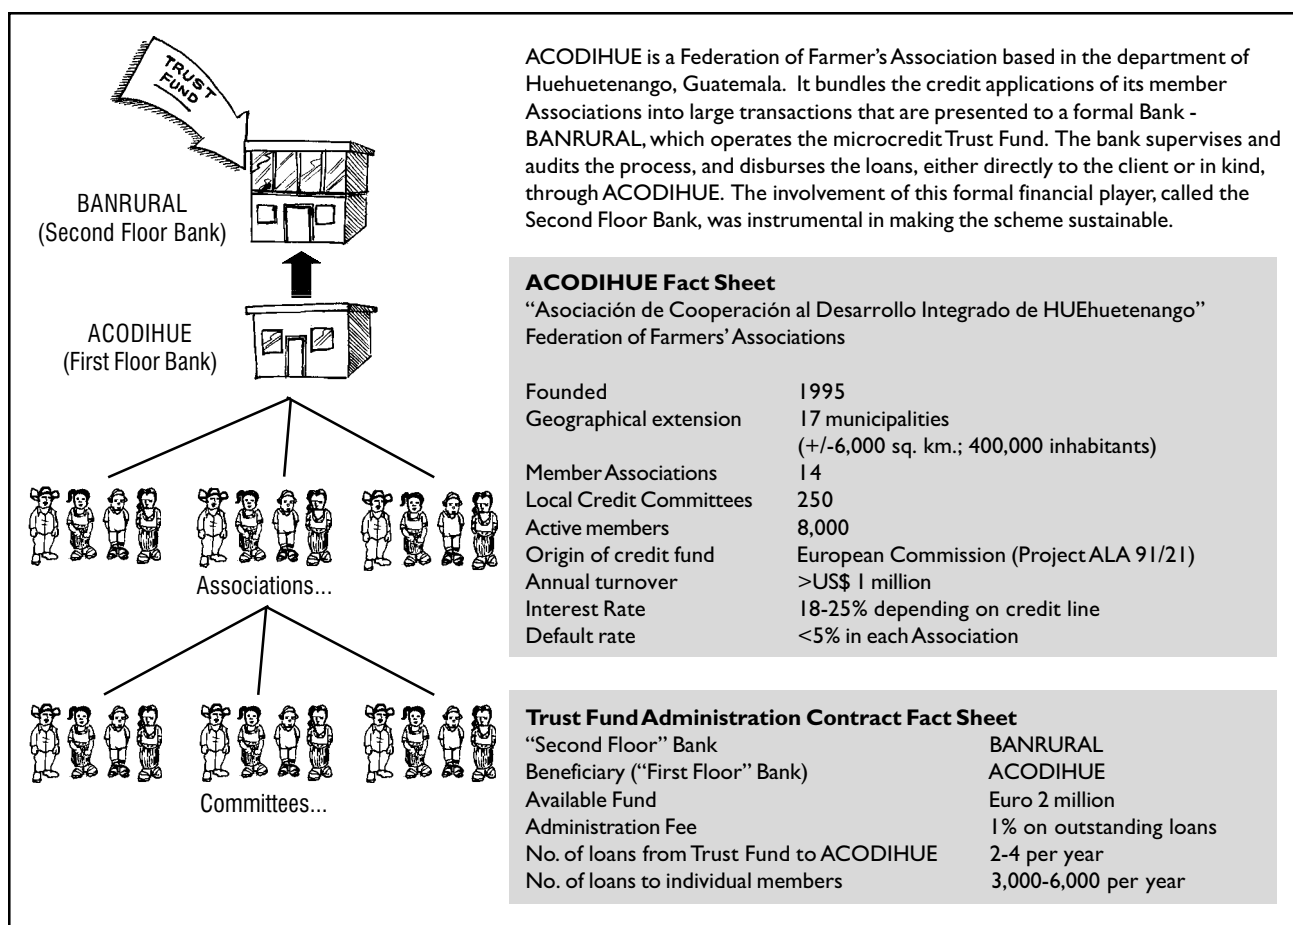 TRUST
FUND
BANRURAL
(Second Floor Bank)
ACODIHUE
(First Floor Bank)
Associations...
Committees...
ACODIHUE is a Federation of Farmer's Association based in the department of
Huehuetenango, Guatemala. It bundles the credit applications of its member
Associations into large transactions that are presented to a formal Bank -
BANRURAL, which operates the microcredit Trust Fund. The bank supervises and
audits the process, and disburses the loans, either directly to the client or in kind,
through ACODIHUE. The involvement of this formal financial player, called the
Second Floor Bank, was instrumental in making the scheme sustainable.
ACODIHUE Fact Sheet
“Asociación de Cooperación al Desarrollo Integrado de HUEhuetenango”
Federation of Farmers' Associations
Founded 1995
Geographical extension 17 municipalities
(+/-6,000 sq. km.; 400,000 inhabitants)
Member Associations 14
Local Credit Committees 250
Active members 8,000
Origin of credit fund European Commission (Project ALA 91/21)
Annual turnover >US$ 1 million
Interest Rate 18-25% depending on credit line
Default rate <5% in each Association
Trust Fund Administration Contract Fact Sheet
“Second Floor” Bank BANRURAL
Beneficiary (“First Floor” Bank) ACODIHUE
Available Fund Euro 2 million
Administration Fee 1% on outstanding loans
No. of loans from Trust Fund to ACODIHUE 2-4 per year
No. of loans to individual members 3,000-6,000 per year